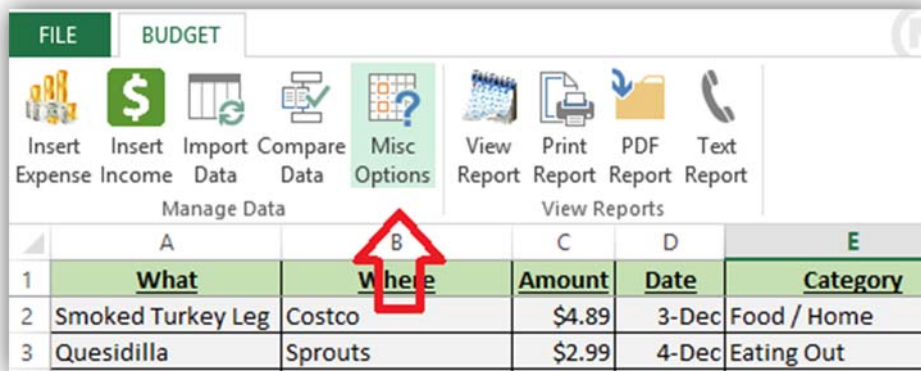 FILE BUDGET
Insert Expense Insert Income Import Data Compare Data Misc Options View Report Print Report PDF Report Text Report
Manage Data View Reports
A B C D E
1 What Where Amount Date Category
2 Smoked Turkey Leg Costco $4.89 3-Dec Food / Home
3 Quesidilla Sprouts $2.99 4-Dec Eating Out